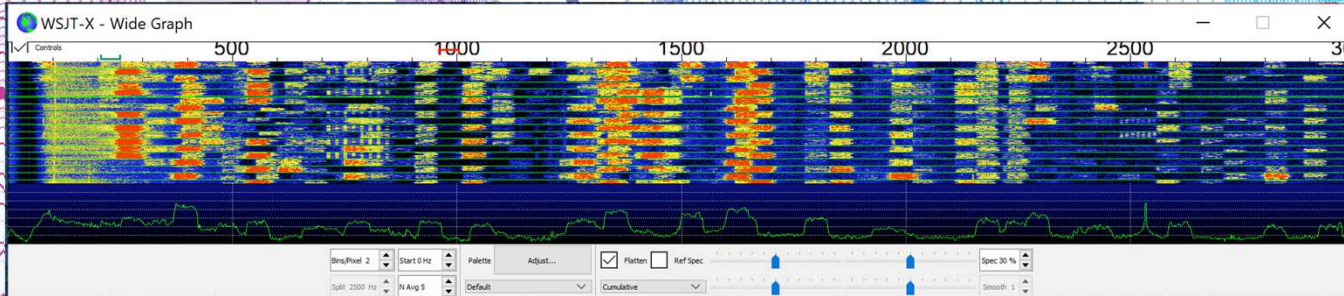 WSJT-X - Wide Graph
Controls 500 1000 1500 2000 2500 3
Bins/Pixel 2 Start 0 Hz Palette Adjust... Flatten Ref Spec Spec 30 %
Split 2500 Hz N Avg 5 Default Cumulative Smooth 1